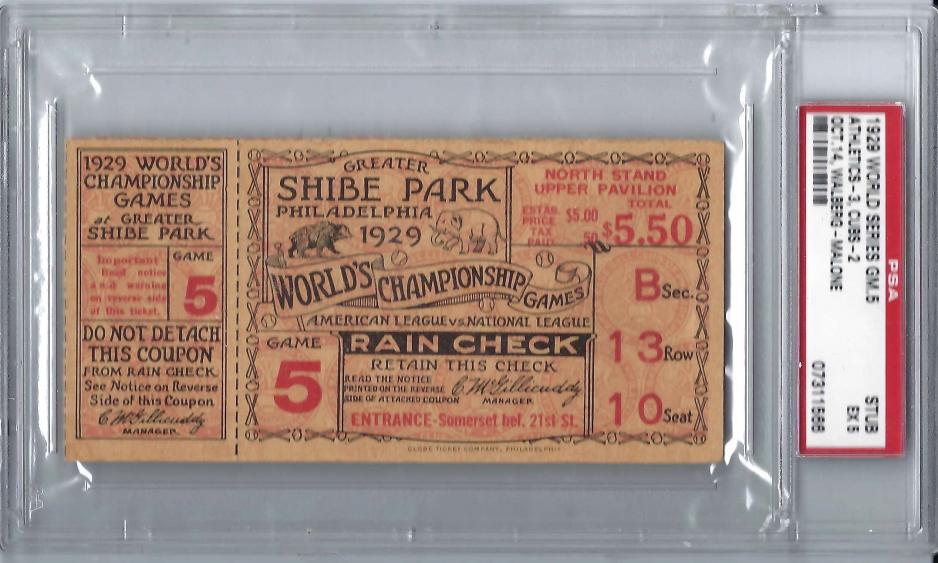 1929 WORLD'S
CHAMPIONSHIP
GAMES
at GREATER
SHIBE PARK
Important
Read notice
and warning
on reverse side
of this ticket.
GAME
5
DO NOT DETACH
THIS COUPON
FROM RAIN CHECK.
See Notice on Reverse
Side of this Coupon
C. McGillicuddy
MANAGER
GREATER
SHIBE PARK
PHILADELPHIA
1929
WORLD'S CHAMPIONSHIP GAMES
AMERICAN LEAGUE vs. NATIONAL LEAGUE
GAME
5
RAIN CHECK
RETAIN THIS CHECK
READ THE NOTICE
PRINTED ON THE REVERSE
SIDE OF ATTACHED COUPON
C. McGillicuddy
MANAGER
ENTRANCE-Somerset bel. 21st St.
NORTH STAND
UPPER PAVILION
ESTAB. PRICE $5.00
TAX PAID 50
TOTAL
$5.50
B Sec.
13 Row
10 Seat
GLOBE TICKET COMPANY, PHILADELPHIA
PSA
1929 WORLD SERIES GM.5 STUB
ATHLETICS - 3, CUBS - 2 EX 5
OCT.14, WALBERG - MALONE
07311568